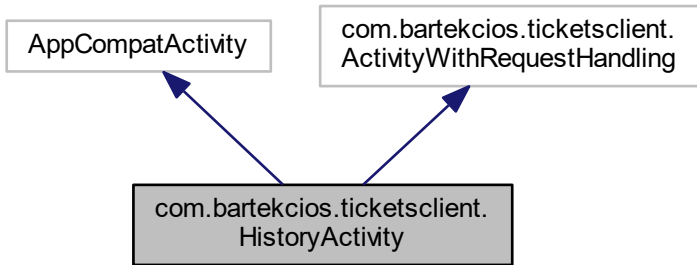 AppCompatActivity
com.bartekcios.ticketsclient.
ActivityWithRequestHandling
com.bartekcios.ticketsclient.
HistoryActivity